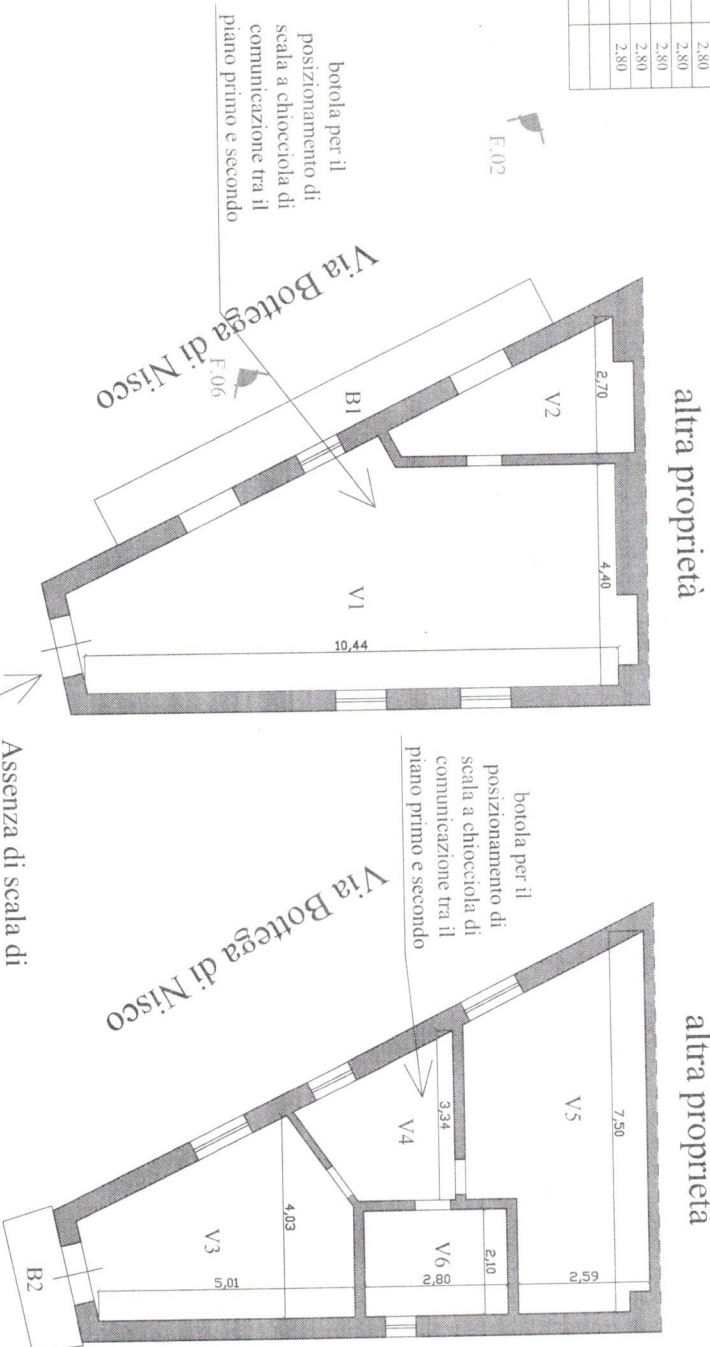 2,80
2,80
2,80
2,80
2,80
F.02
botola per il
posizionamento di
scala a chiocciola di
comunicazione tra il
piano primo e secondo
Via Bottega di Nisco
F.06
altra proprietà
B1
V2
2,70
4,40
V1
10,44
Assenza di scala di
botola per il
posizionamento di
scala a chiocciola di
comunicazione tra il
piano primo e secondo
Via Bottega di Nisco
altra proprietà
V5
7,50
V4
3,34
V6
2,10
2,80
2,59
V3
4,03
5,01
B2